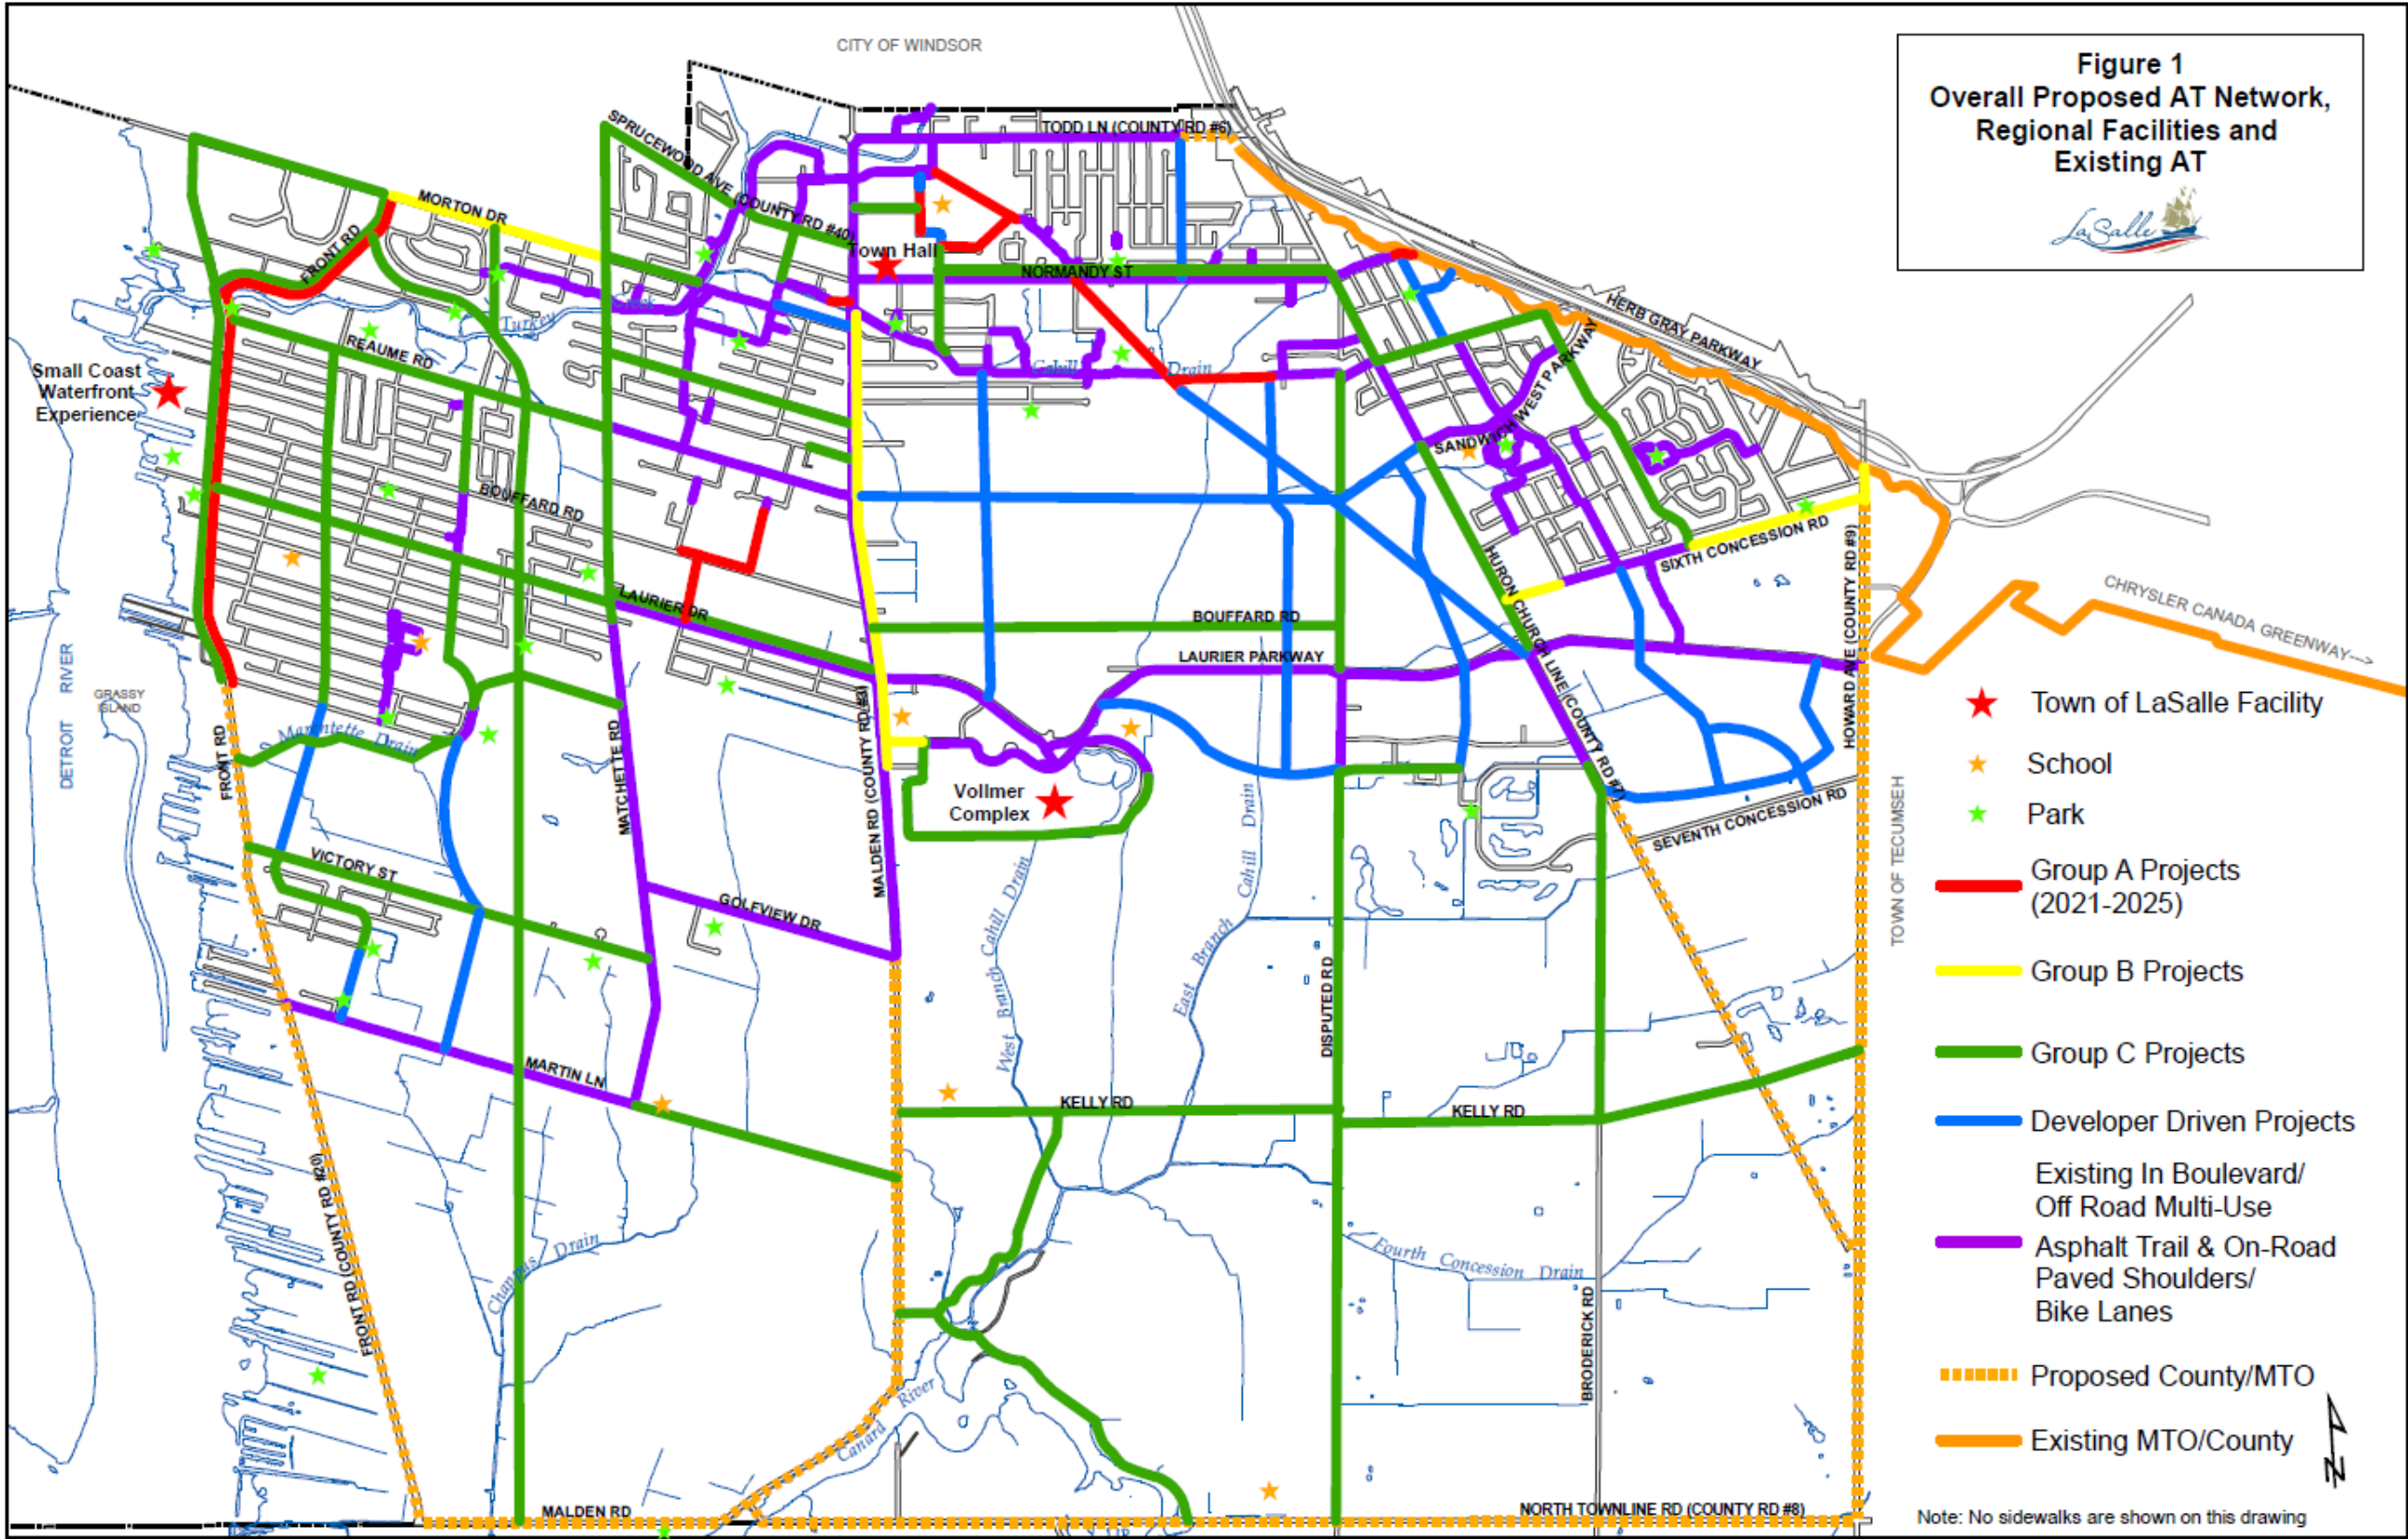 CITY OF WINDSOR
Figure 1
Overall Proposed AT Network,
Regional Facilities and
Existing AT
LaSalle
TODD LN (COUNTY RD #6)
SPRUCEWOOD AVE (COUNTY RD #40)
MORTON DR
FRONT RD
Town Hall
NORMANDY ST
HERB GRAY PARKWAY
Turkey
Creek
REAUME RD
Cahill
Drain
Small Coast
Waterfront
Experience
SANDWICH WEST PARKWAY
BOUFFARD RD
SIXTH CONCESSION RD
HURON CHURCH LINE (COUNTY RD #7)
HOWARD AVE (COUNTY RD #9)
CHRYSLER CANADA GREENWAY--->
LAURIER DR
BOUFFARD RD
LAURIER PARKWAY
DETROIT RIVER
GRASSY
ISLAND
Marentette Drain
FRONT RD
MATCHETTE RD
MALDEN RD (COUNTY RD #3)
Vollmer
Complex
SEVENTH CONCESSION RD
TOWN OF TECUMSEH
VICTORY ST
GOLFVIEW DR
West Branch Cahill Drain
East Branch Cahill Drain
DISPUTED RD
MARTIN LN
KELLY RD
KELLY RD
FRONT RD (COUNTY RD #20)
Chappus Drain
Fourth Concession Drain
BRODERICK RD
Canard River
MALDEN RD
NORTH TOWNLINE RD (COUNTY RD #8)
Town of LaSalle Facility
School
Park
Group A Projects
(2021-2025)
Group B Projects
Group C Projects
Developer Driven Projects
Existing In Boulevard/
Off Road Multi-Use
Asphalt Trail & On-Road
Paved Shoulders/
Bike Lanes
Proposed County/MTO
Existing MTO/County
N
Note: No sidewalks are shown on this drawing